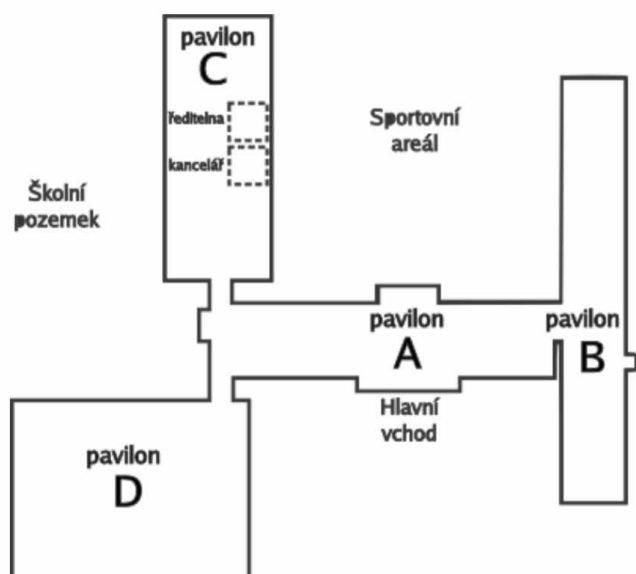 pavilon
C
ředitelna
kancelář
Sportovní
areál
Školní
pozemek
pavilon
A
pavilon
B
Hlavní
vchod
pavilon
D